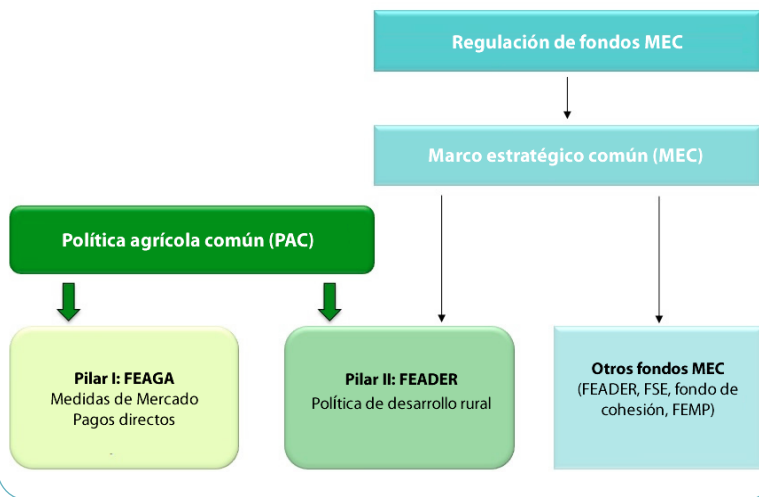 Regulación de fondos MEC
Marco estratégico común (MEC)
Política agrícola común (PAC)
Pilar I: FEAGA
Medidas de Mercado
Pagos directos
Pilar II: FEADER
Política de desarrollo rural
Otros fondos MEC
(FEADER, FSE, fondo de
cohesión, FEMP)